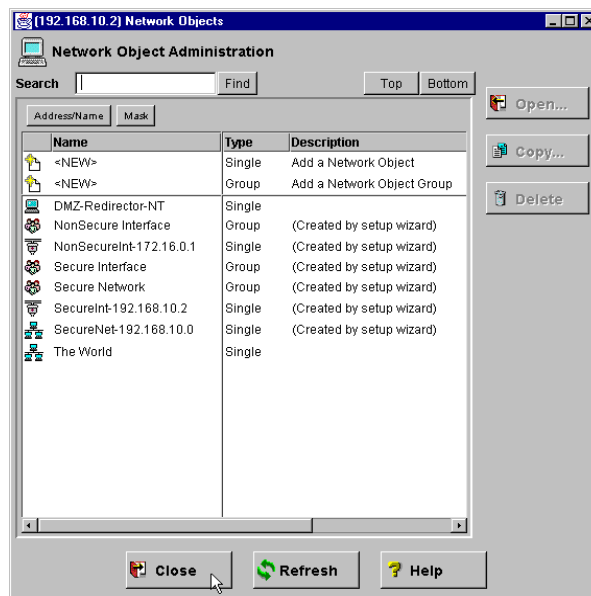 (192.168.10.2) Network Objects
Network Object Administration
Search Find Top Bottom
Open...
Address/Name Mask
Copy...
Name Type Description
<NEW> Single Add a Network Object
<NEW> Group Add a Network Object Group
Delete
DMZ-Redirector-NT Single
NonSecure Interface Group (Created by setup wizard)
NonSecureInt-172.16.0.1 Single (Created by setup wizard)
Secure Interface Group (Created by setup wizard)
Secure Network Group (Created by setup wizard)
SecureInt-192.168.10.2 Single (Created by setup wizard)
SecureNet-192.168.10.0 Single (Created by setup wizard)
The World Single
Close Refresh Help